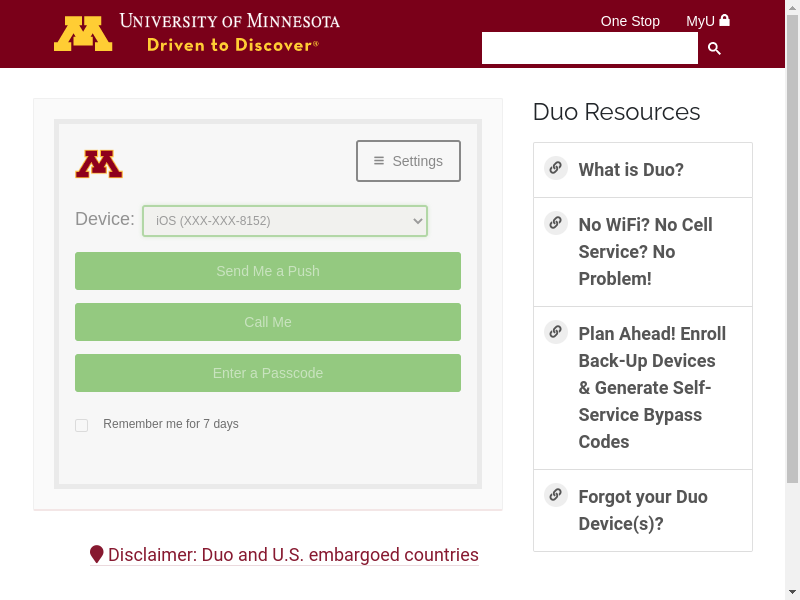 University of Minnesota
Driven to Discover®
One Stop
MyU
Settings
Device:
iOS (XXX-XXX-8152)
Send Me a Push
Call Me
Enter a Passcode
Remember me for 7 days
Disclaimer: Duo and U.S. embargoed countries
Duo Resources
What is Duo?
No WiFi? No Cell
Service? No
Problem!
Plan Ahead! Enroll
Back-Up Devices
& Generate Self-
Service Bypass
Codes
Forgot your Duo
Device(s)?